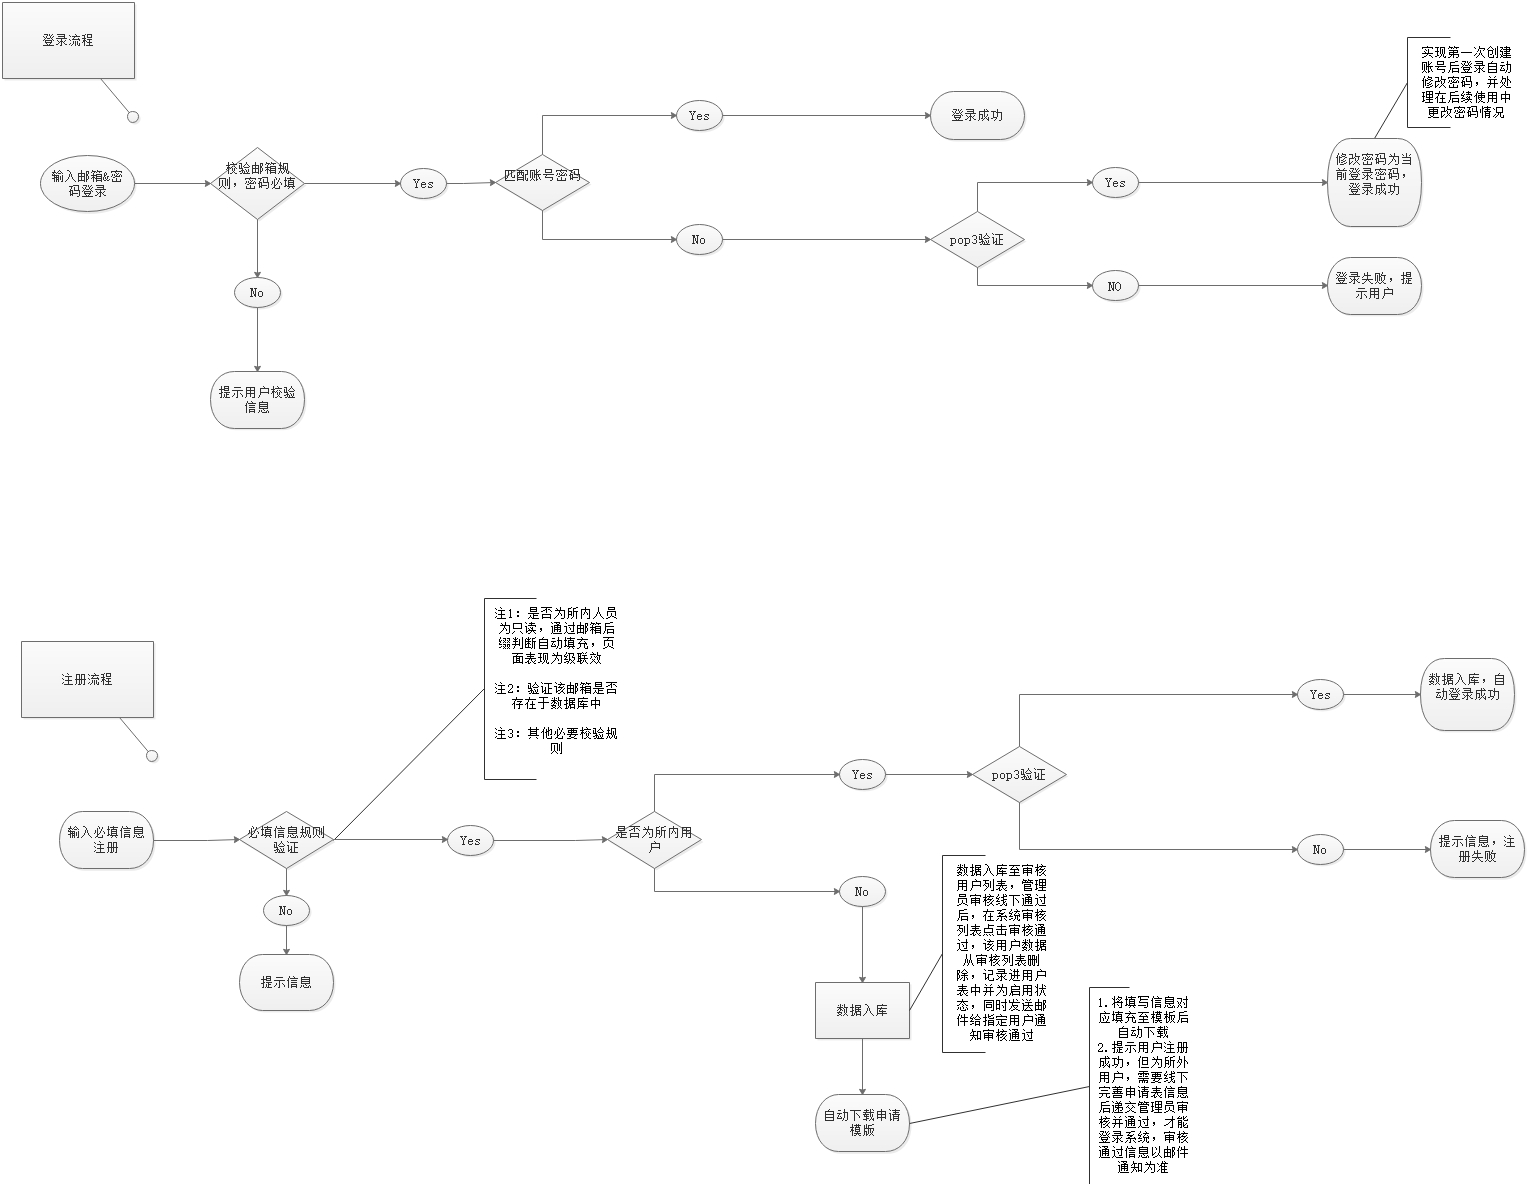 登录流程
实现第一次创建
账号后登录自动
修改密码，并处
理在后续使用中
更改密码情况
Yes
登录成功
输入邮箱&密
码登录
校验邮箱规
则，密码必填
Yes
匹配账号密码
Yes
修改密码为当
前登录密码，
登录成功
No
pop3验证
No
NO
登录失败，提
示用户
提示用户校验
信息
注册流程
注1：是否为所内人员
为只读，通过邮箱后
缀判断自动填充，页
面表现为级联效
注2：验证该邮箱是否
存在于数据库中
注3：其他必要校验规
则
Yes
数据入库，自
动登录成功
Yes
pop3验证
输入必填信息
注册
必填信息规则
验证
Yes
是否为所内用
户
No
提示信息，注
册失败
No
No
提示信息
数据入库至审核
用户列表，管理
员审核线下通过
后，在系统审核
列表点击审核通
过，该用户数据
从审核列表删
除，记录进用户
表中并为启用状
态，同时发送邮
件给指定用户通
知审核通过
数据入库
1.将填写信息对
应填充至模板后
自动下载
2.提示用户注册
成功，但为所外
用户，需要线下
完善申请表信息
后递交管理员审
核并通过，才能
登录系统，审核
通过信息以邮件
通知为准
自动下载申请
模版